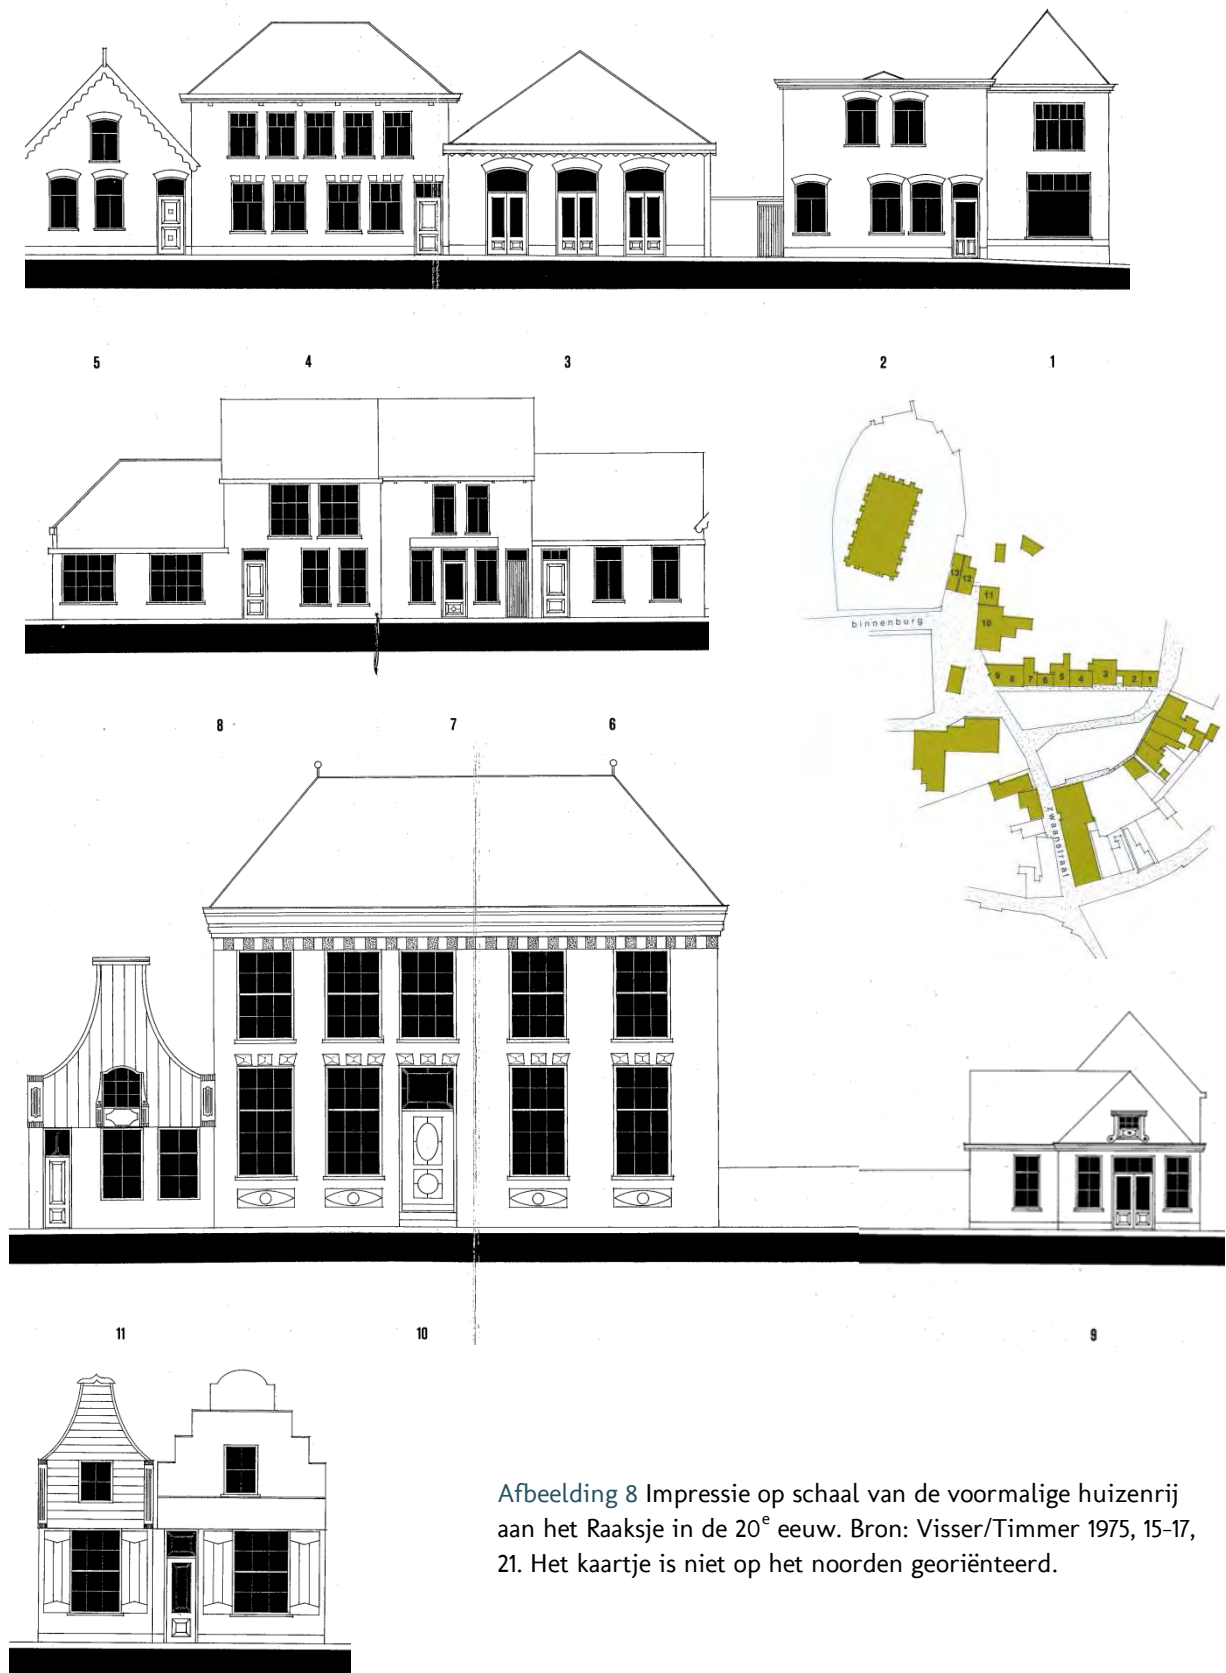 5 4 3 2 1
binnenburg
13 12
11
10
9 8 7 6 5 4 3 2 1
zwaanstraat
8 7 6
11 10 9
Afbeelding 8 Impressie op schaal van de voormalige huizenrij
aan het Raaksje in de 20e eeuw. Bron: Visser/Timmer 1975, 15-17,
21. Het kaartje is niet op het noorden georiënteerd.